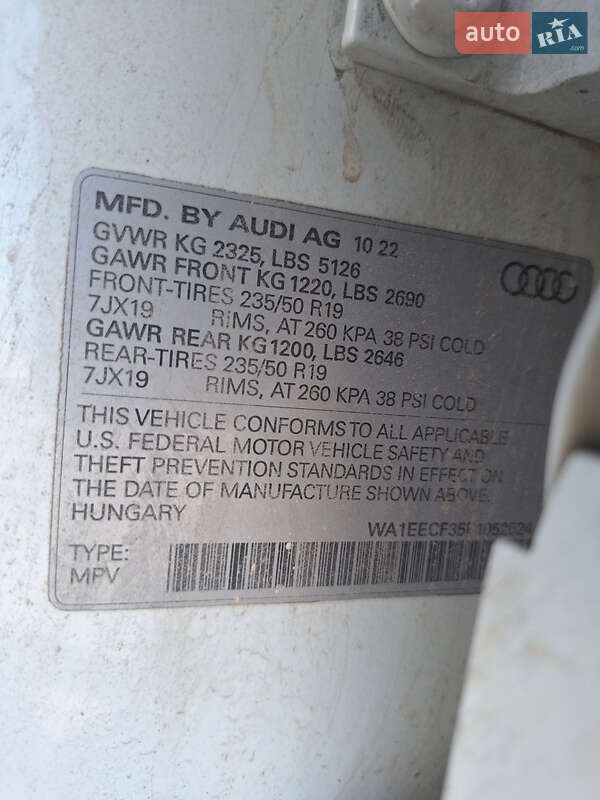 auto RIA .com
MFD. BY AUDI AG 10 22
GVWR KG 2325, LBS 5126
GAWR FRONT KG 1220, LBS 2690
FRONT-TIRES 235/50 R19
7JX19 RIMS, AT 260 KPA 38 PSI COLD
GAWR REAR KG 1200, LBS 2646
REAR-TIRES 235/50 R19
7JX19 RIMS, AT 260 KPA 38 PSI COLD
THIS VEHICLE CONFORMS TO ALL APPLICABLE
U.S. FEDERAL MOTOR VEHICLE SAFETY AND
THEFT PREVENTION STANDARDS IN EFFECT ON
THE DATE OF MANUFACTURE SHOWN ABOVE.
HUNGARY
TYPE:
MPV